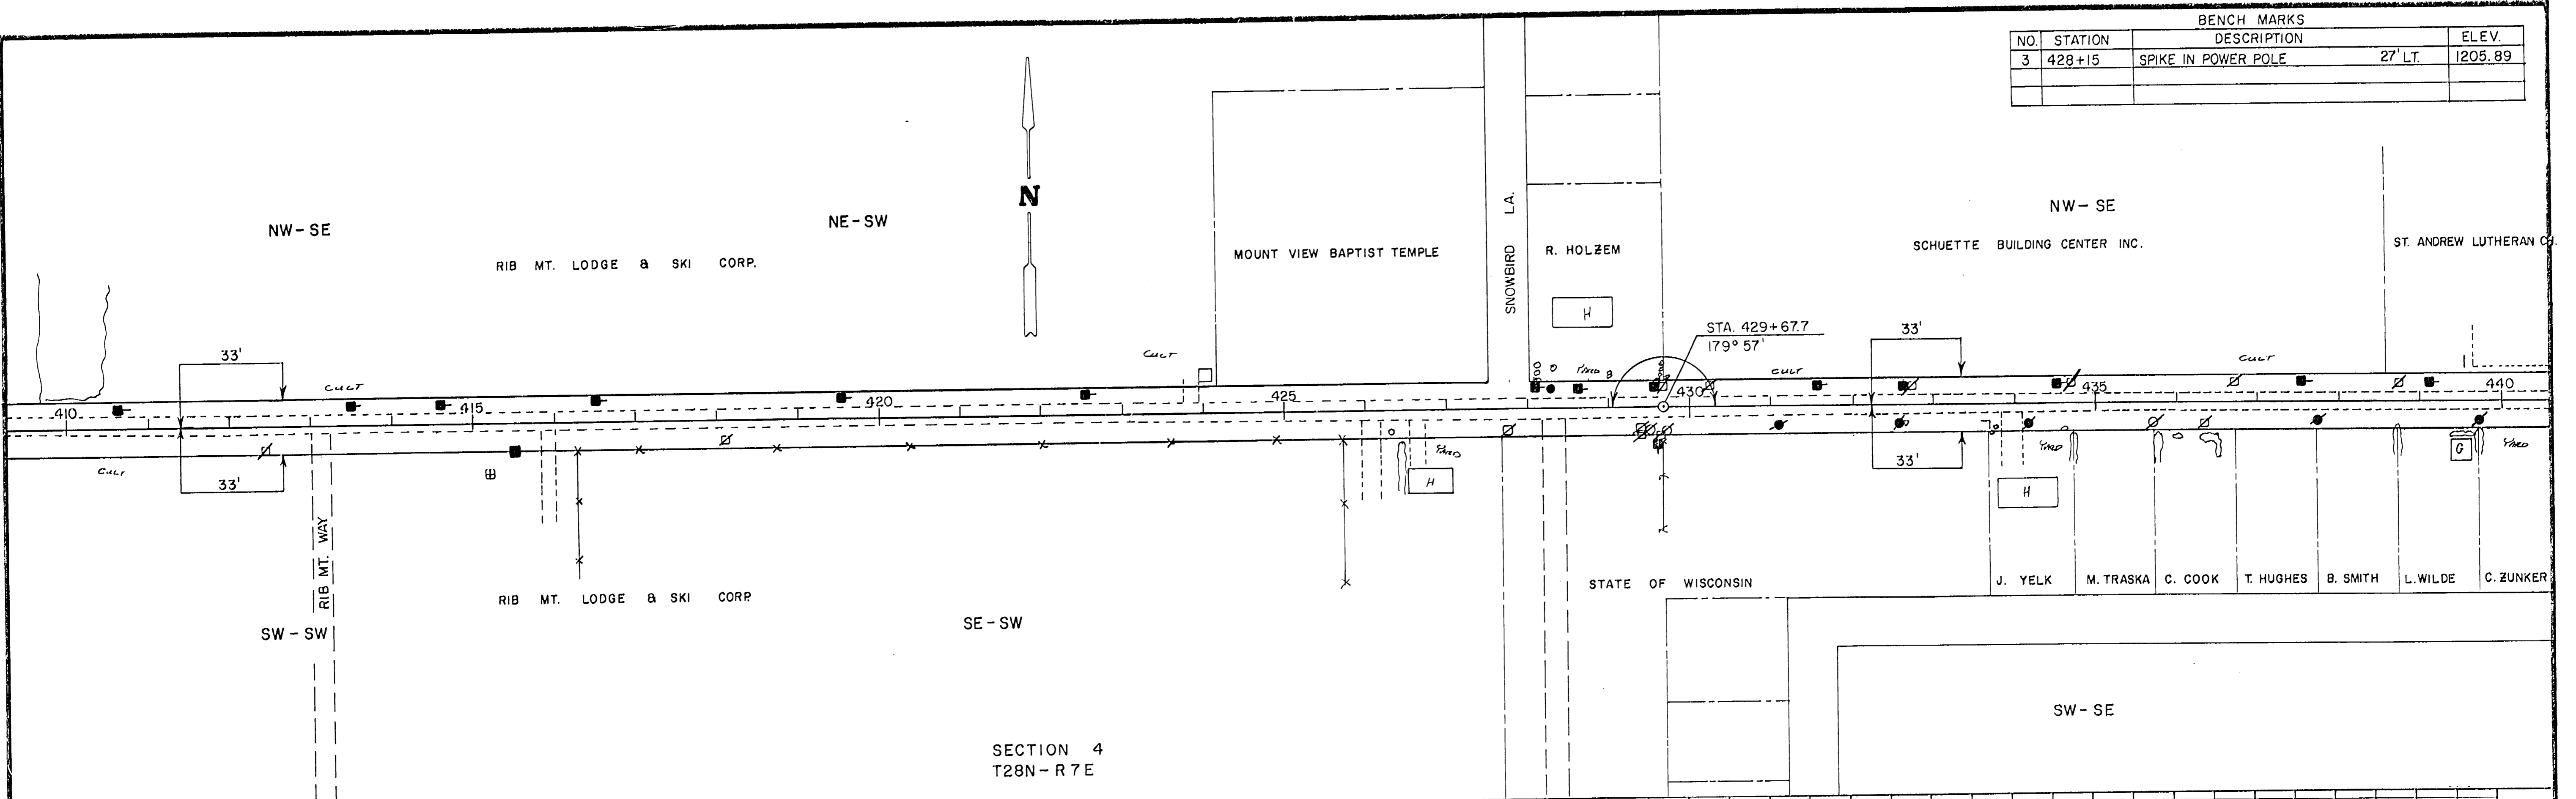 BENCH MARKS
NO. STATION DESCRIPTION ELEV.
3 428+15 SPIKE IN POWER POLE 27' LT. 1205.89
N
NW-SE
NE-SW
RIB MT. LODGE & SKI CORP.
MOUNT VIEW BAPTIST TEMPLE
SNOWBIRD LA.
R. HOLZEM
H
NW-SE
SCHUETTE BUILDING CENTER INC.
ST. ANDREW LUTHERAN CH.
STA. 429+67.7
179° 57'
33'
33'
CULT
CULT
YARD
CULT
CULT
410
415
420
425
430
435
440
CULT
33'
33'
YARD
H
YARD
H
G
YARD
RIB MT. WAY
RIB MT. LODGE & SKI CORP.
SW-SW
SE-SW
STATE OF WISCONSIN
J. YELK
M. TRASKA
C. COOK
T. HUGHES
B. SMITH
L. WILDE
C. ZUNKER
SW-SE
SECTION 4
T28N-R7E